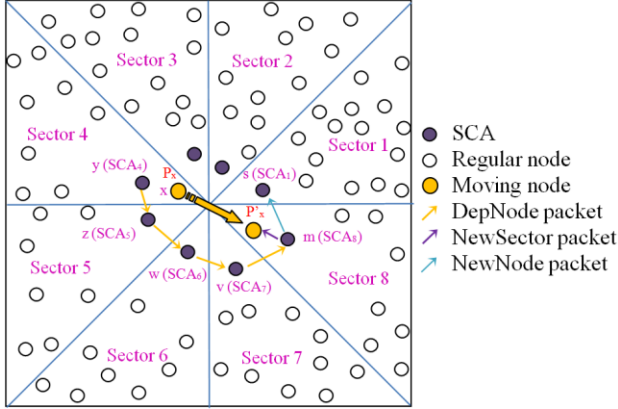 Sector 3
Sector 2
Sector 4
Sector 1
y (SCA₄)
Pₓ
x
s (SCA₁)
P'ₓ
z (SCA₅)
m (SCA₈)
w (SCA₆)
v (SCA₇)
Sector 5
Sector 8
Sector 6
Sector 7
SCA
Regular node
Moving node
DepNode packet
NewSector packet
NewNode packet